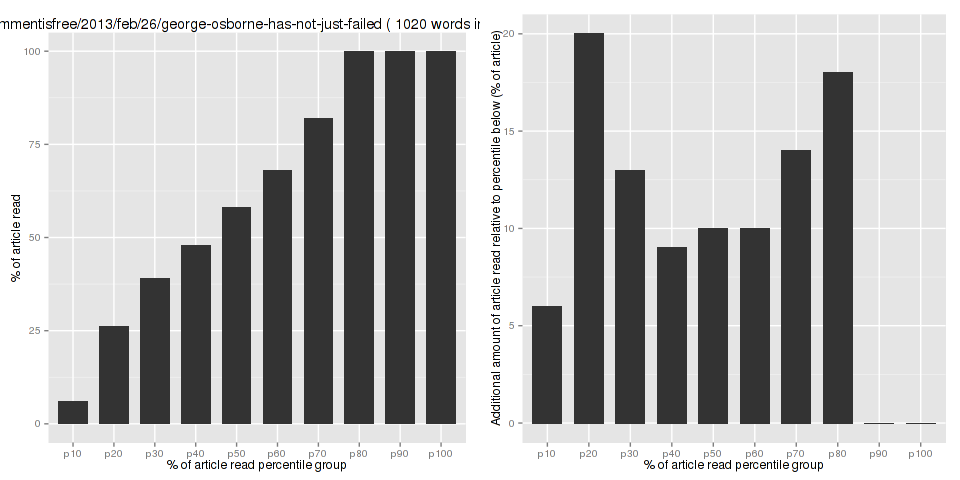 mmentisfree/2013/feb/26/george-osborne-has-not-just-failed ( 1020 words in
% of article read
100
75
50
25
0
p10 p20 p30 p40 p50 p60 p70 p80 p90 p100
% of article read percentile group
Additional amount of article read relative to percentile below (% of article)
20
15
10
5
0
p10 p20 p30 p40 p50 p60 p70 p80 p90 p100
% of article read percentile group